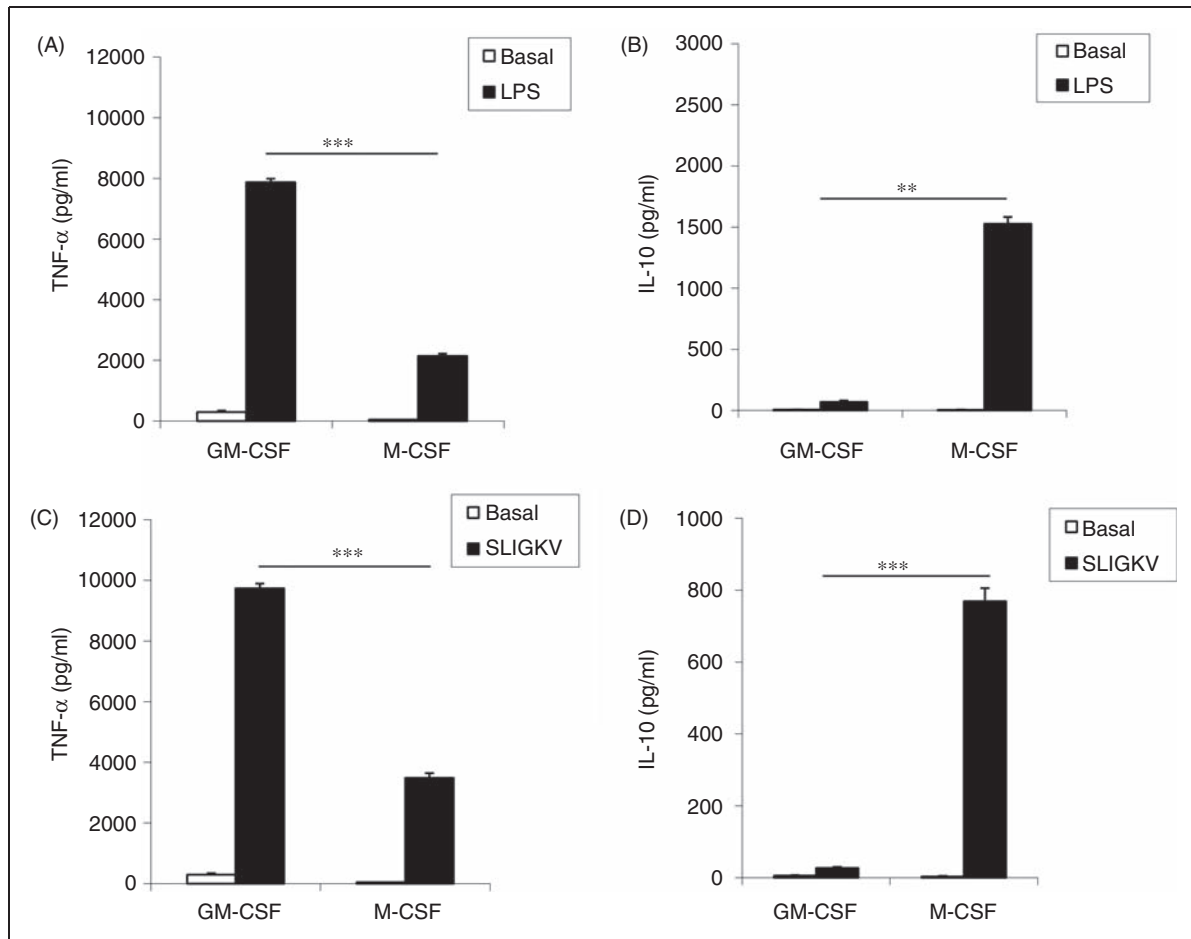 (A)
TNF-α (pg/ml)
12000
10000
8000
6000
4000
2000
0
Basal
LPS
***
GM-CSF M-CSF
(B)
IL-10 (pg/ml)
3000
2500
2000
1500
1000
500
0
Basal
LPS
**
GM-CSF M-CSF
(C)
TNF-α (pg/ml)
12000
10000
8000
6000
4000
2000
0
Basal
SLIGKV
***
GM-CSF M-CSF
(D)
IL-10 (pg/ml)
1000
800
600
400
200
0
Basal
SLIGKV
***
GM-CSF M-CSF